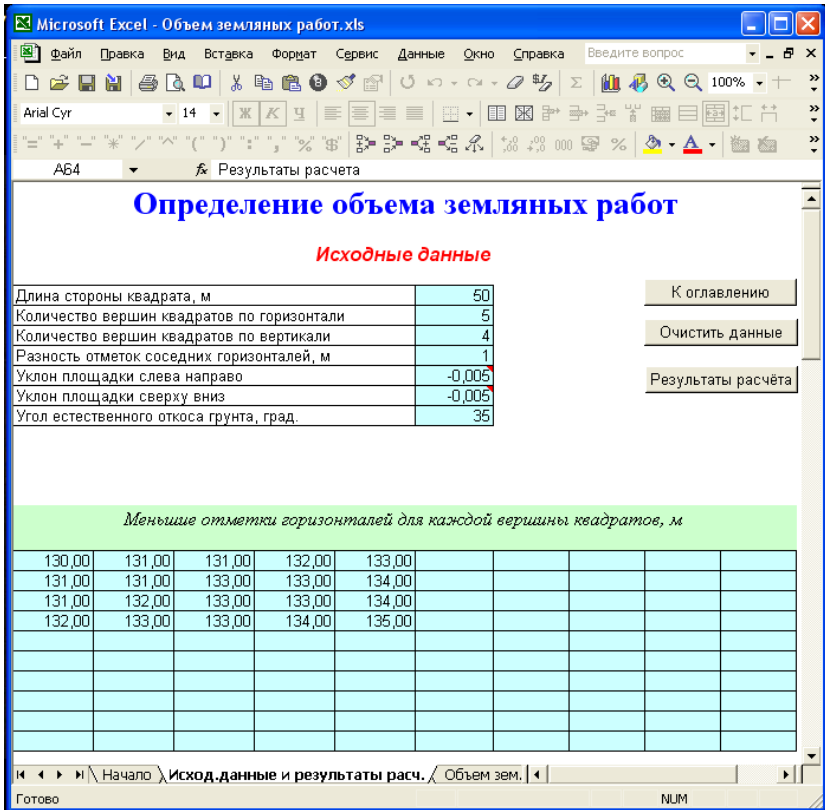 Microsoft Excel - Объем земляных работ.xls
Файл Правка Вид Вставка Формат Сервис Данные Окно Справка Введите вопрос
100%
Arial Cyr 14 Ж К Ч
"=" "+" "-" "*" "/" "^" "(" ")" ":" ";" "%" "$" ,00 000 %
A64 fx Результаты расчета
Определение объема земляных работ
Исходные данные
Длина стороны квадрата, м 50
Количество вершин квадратов по горизонтали 5
Количество вершин квадратов по вертикали 4
Разность отметок соседних горизонталей, м 1
Уклон площадки слева направо -0,005
Уклон площадки сверху вниз -0,005
Угол естественного откоса грунта, град. 35
К оглавлению
Очистить данные
Результаты расчёта
Меньшие отметки горизонталей для каждой вершины квадратов, м
130,00 131,00 131,00 132,00 133,00
131,00 131,00 133,00 133,00 134,00
131,00 132,00 133,00 133,00 134,00
132,00 133,00 133,00 134,00 135,00
Начало Исход.данные и результаты расч. Объем зем.
Готово NUM